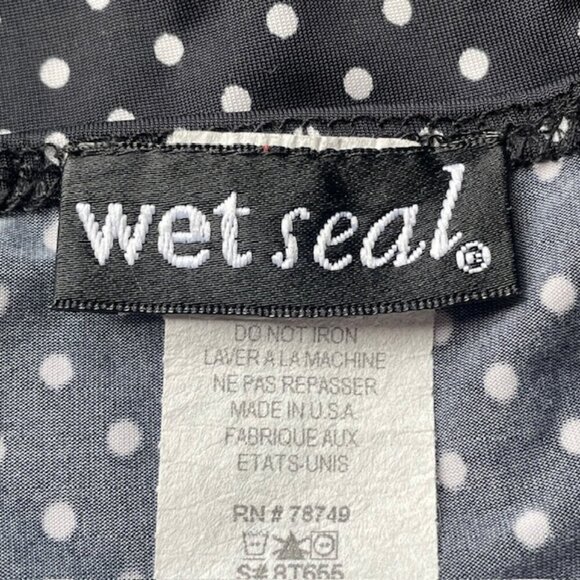 wet seal®
DO NOT IRON
LAVER A LA MACHINE
NE PAS REPASSER
MADE IN U.S.A.
FABRIQUE AUX
ETATS-UNIS
RN # 78749
S# 8T655